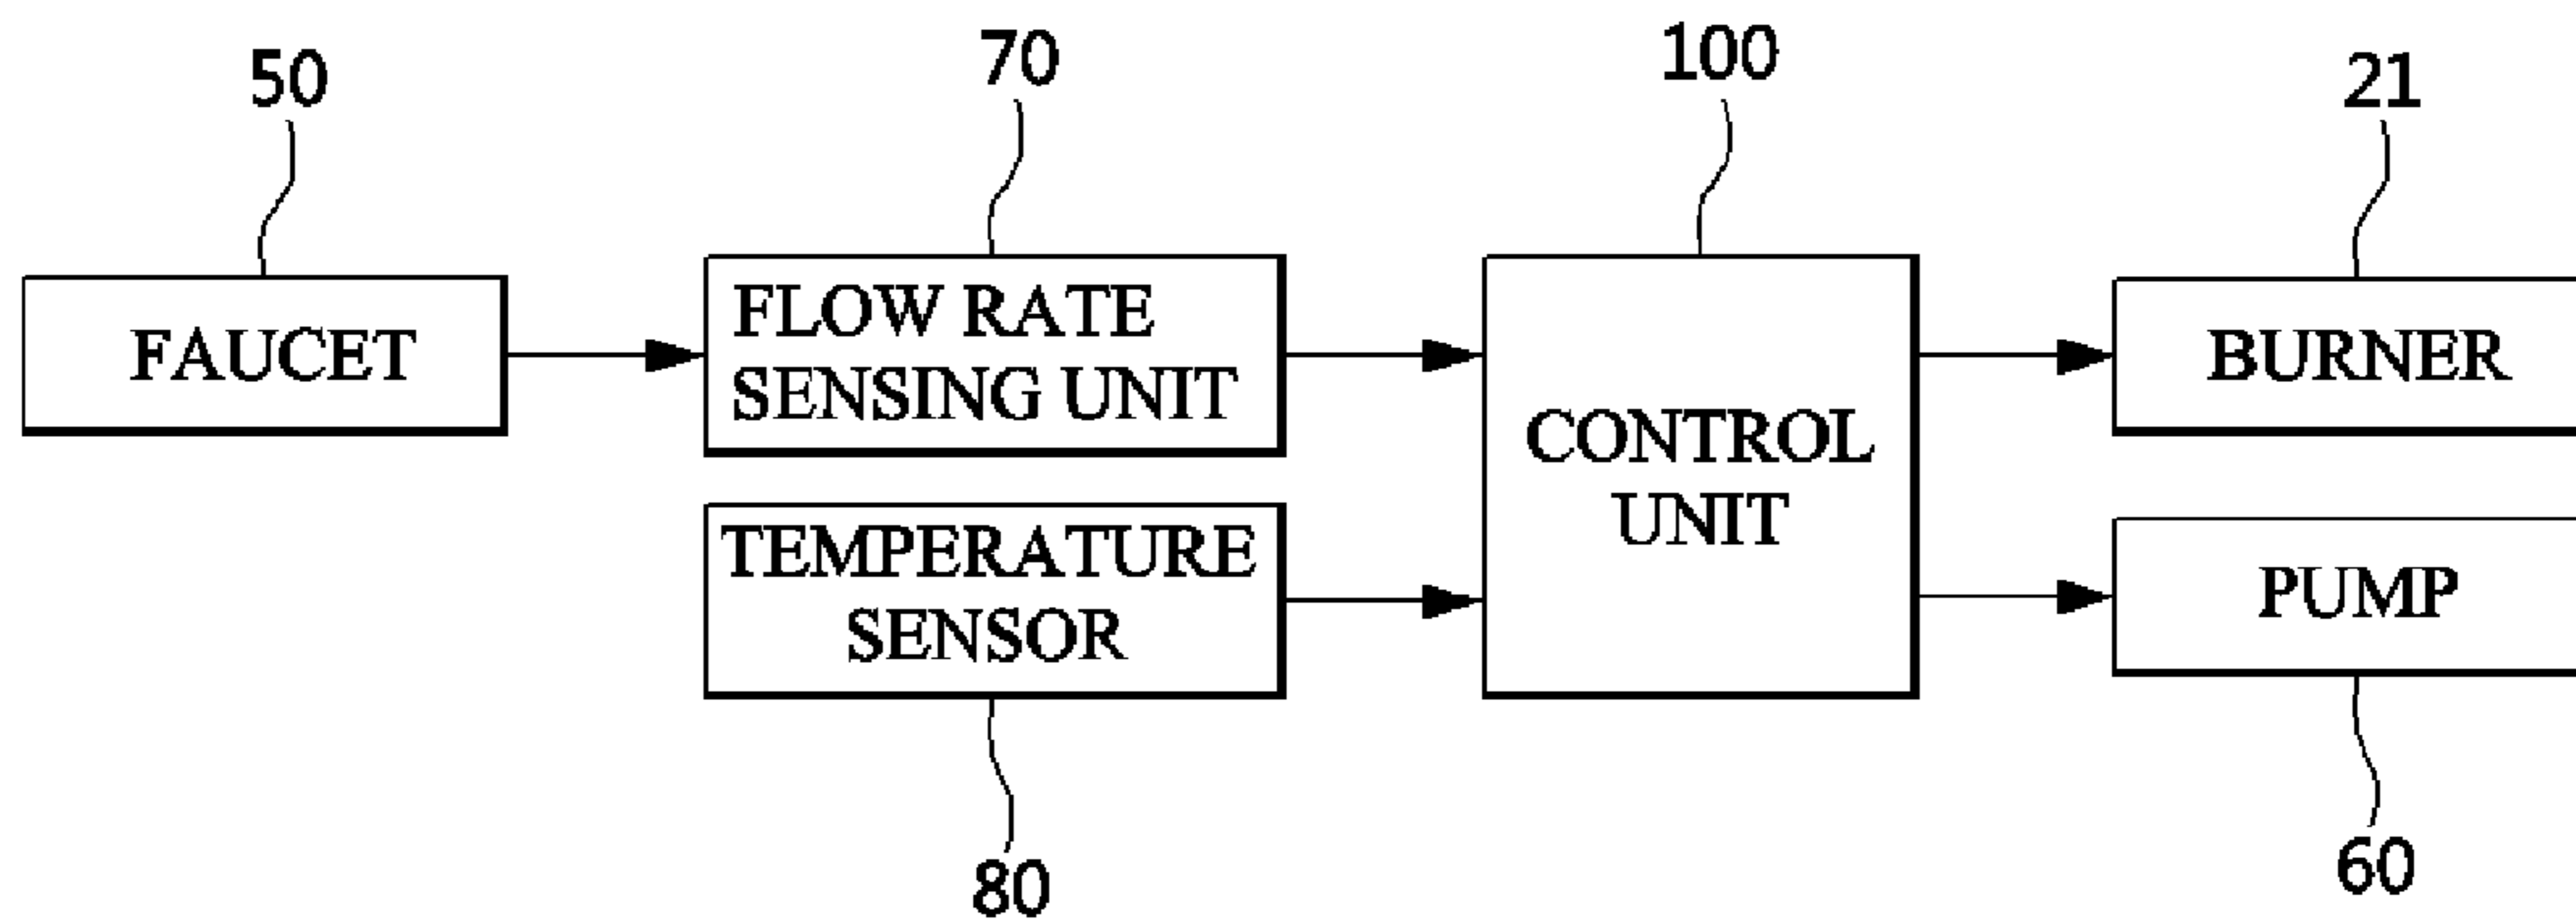 50
70
100
21
FAUCET
FLOW RATE
SENSING UNIT
TEMPERATURE
SENSOR
CONTROL
UNIT
BURNER
PUMP
80
60